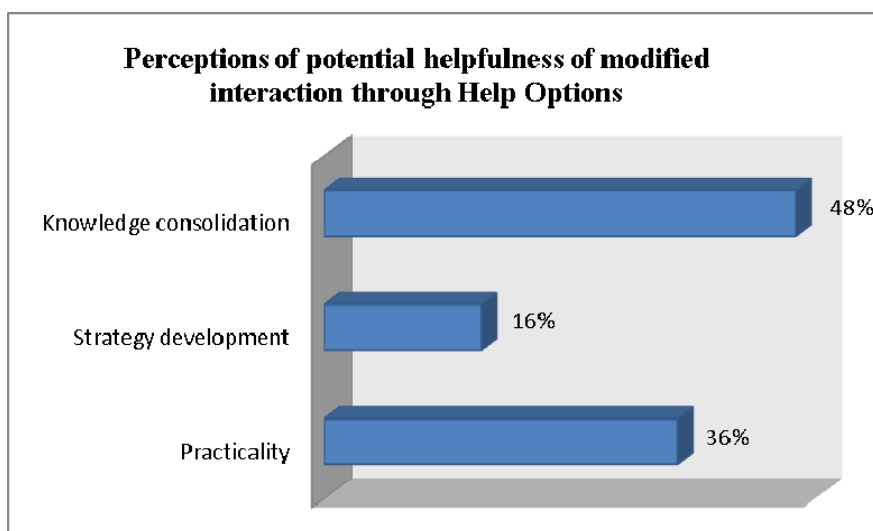 Perceptions of potential helpfulness of modified
interaction through Help Options
Knowledge consolidation
48%
Strategy development
16%
Practicality
36%